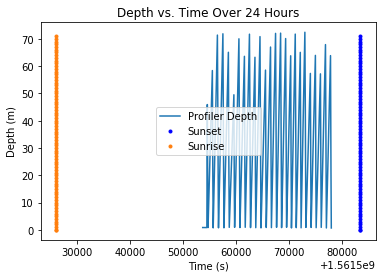 Depth vs. Time Over 24 Hours
Depth (m)
70
60
50
40
30
20
10
0
Profiler Depth
Sunset
Sunrise
30000 40000 50000 60000 70000 80000
+1.5615e9
Time (s)